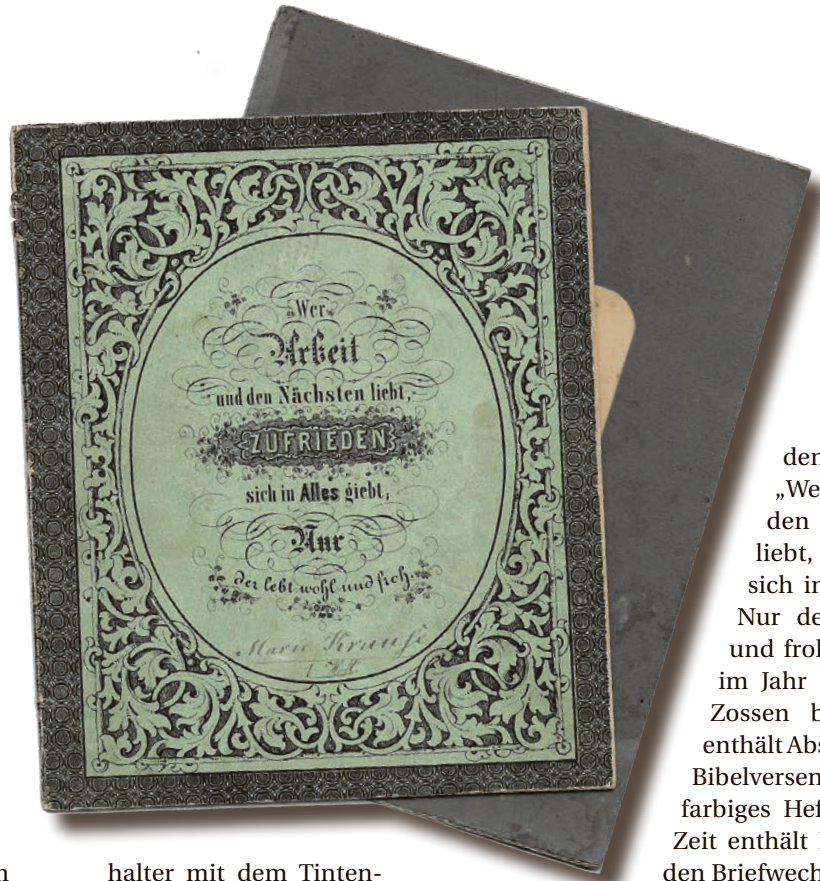 Wer
Arbeit
und den Nächsten liebt,
ZUFRIEDEN
sich in Alles giebt,
Nur
der lebt wohl und froh.
Marie Krause
den
„We
den
liebt,
sich in
Nur de
und froh
im Jahr
Zossen b
enthält Abs
Bibelversen
farbiges Hef
Zeit enthält
den Briefwech
halter mit dem Tinten-